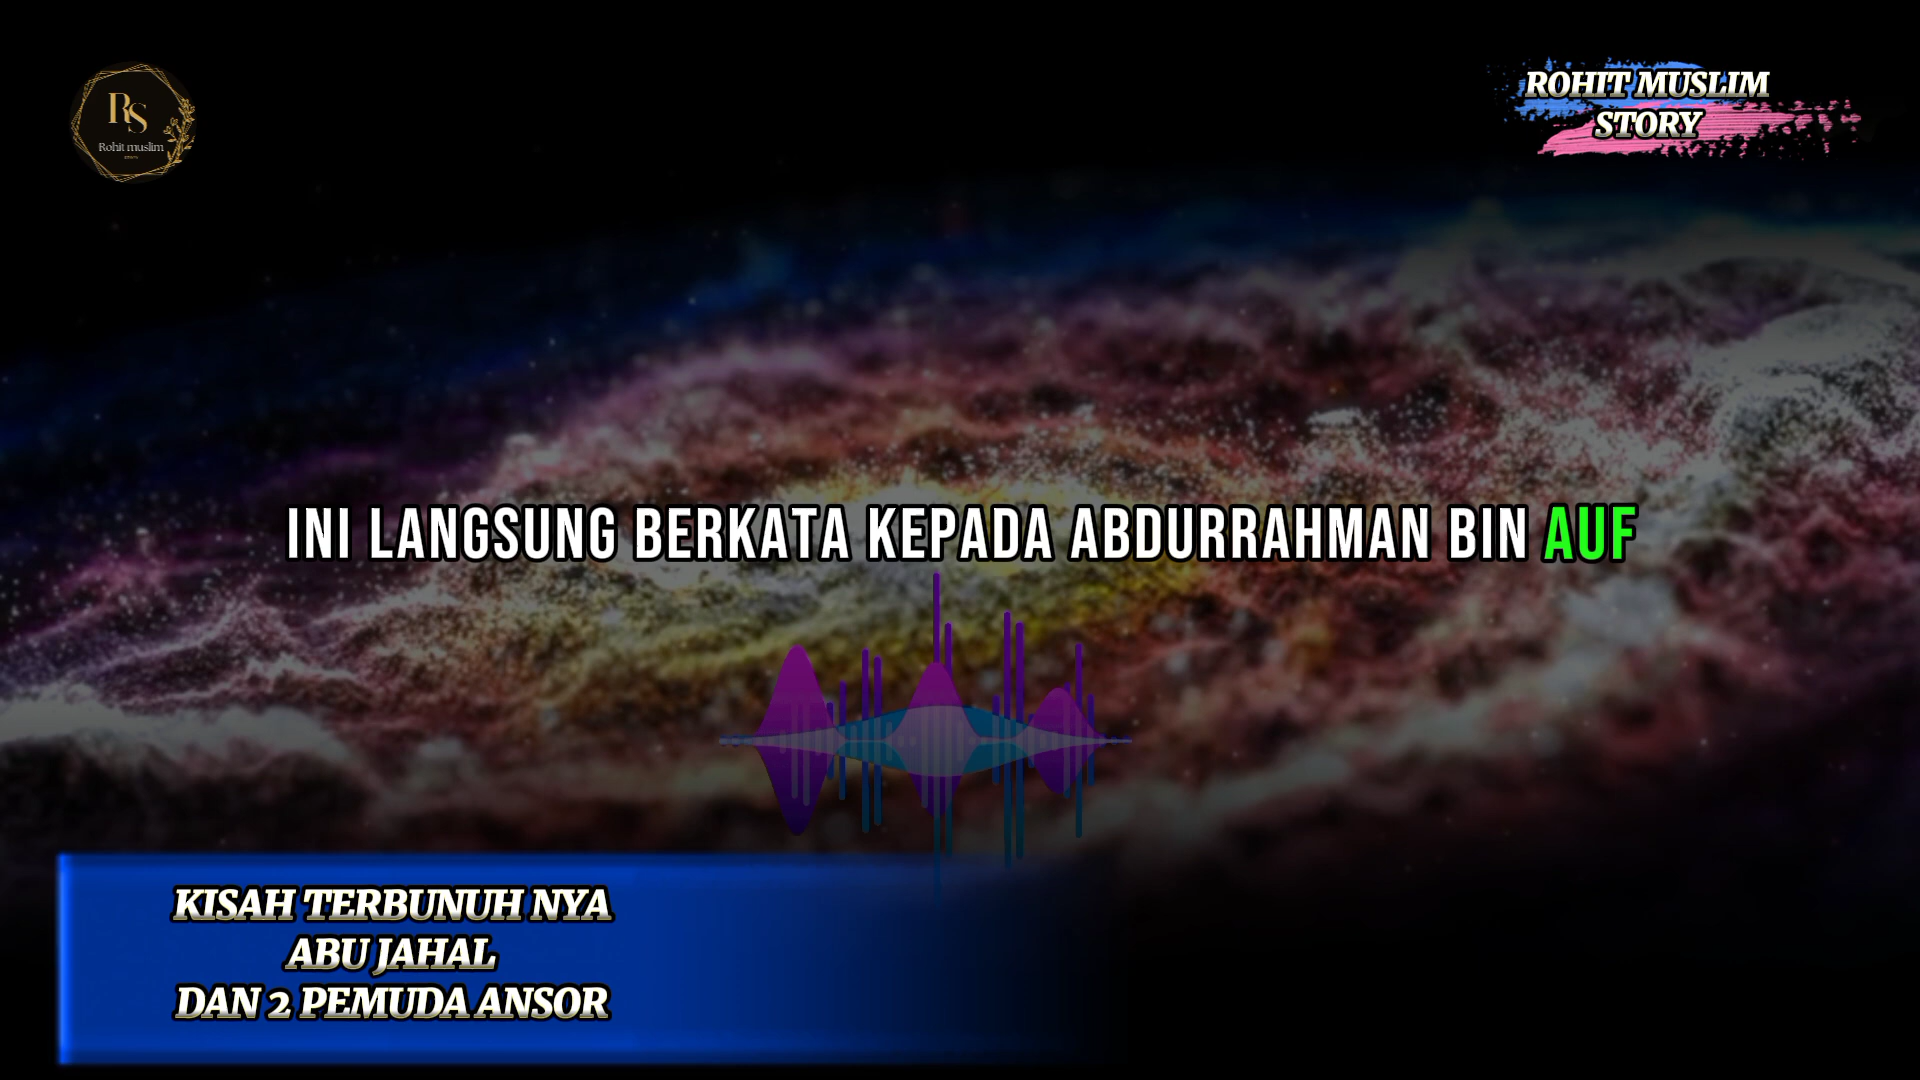 RS
Rohit muslim
ROHIT MUSLIM
STORY
INI LANGSUNG BERKATA KEPADA ABDURRAHMAN BIN AUF
KISAH TERBUNUH NYA
ABU JAHAL
DAN 2 PEMUDA ANSOR